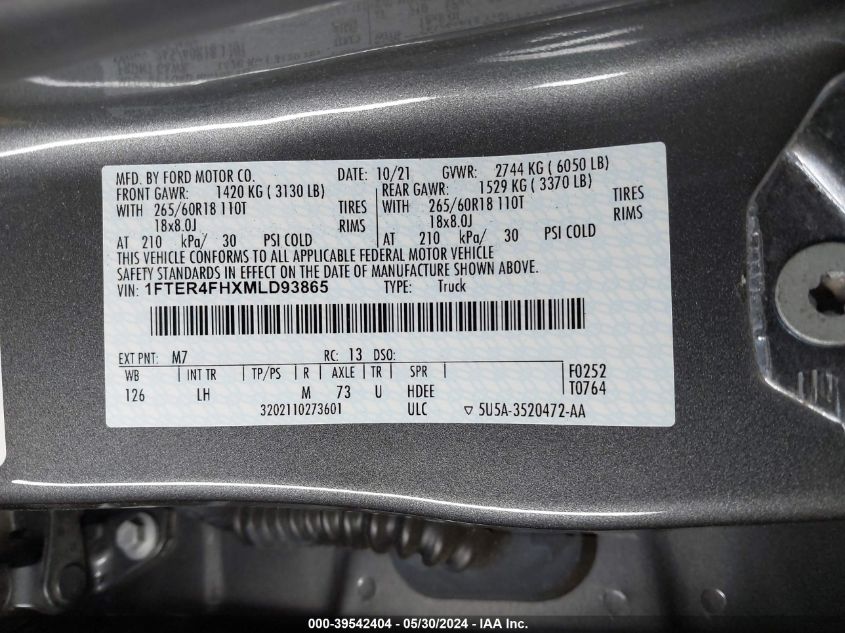 MFD. BY FORD MOTOR CO. DATE: 10/21 GVWR: 2744 KG ( 6050 LB)
FRONT GAWR: 1420 KG ( 3130 LB) REAR GAWR: 1529 KG ( 3370 LB)
WITH 265/60R18 110T TIRES WITH 265/60R18 110T TIRES
18x8.0J RIMS 18x8.0J RIMS
AT 210 kPa/ 30 PSI COLD AT 210 kPa/ 30 PSI COLD
THIS VEHICLE CONFORMS TO ALL APPLICABLE FEDERAL MOTOR VEHICLE
SAFETY STANDARDS IN EFFECT ON THE DATE OF MANUFACTURE SHOWN ABOVE.
VIN: 1FTER4FHXMLD93865 TYPE: Truck
EXT PNT: M7 RC: 13 DSO:
WB INT TR TP/PS R AXLE TR SPR F0252
126 LH M 73 U HDEE T0764
3202110273601 ULC ▽ 5U5A-3520472-AA
000-39542404 - 05/30/2024 - © IAA, Inc.